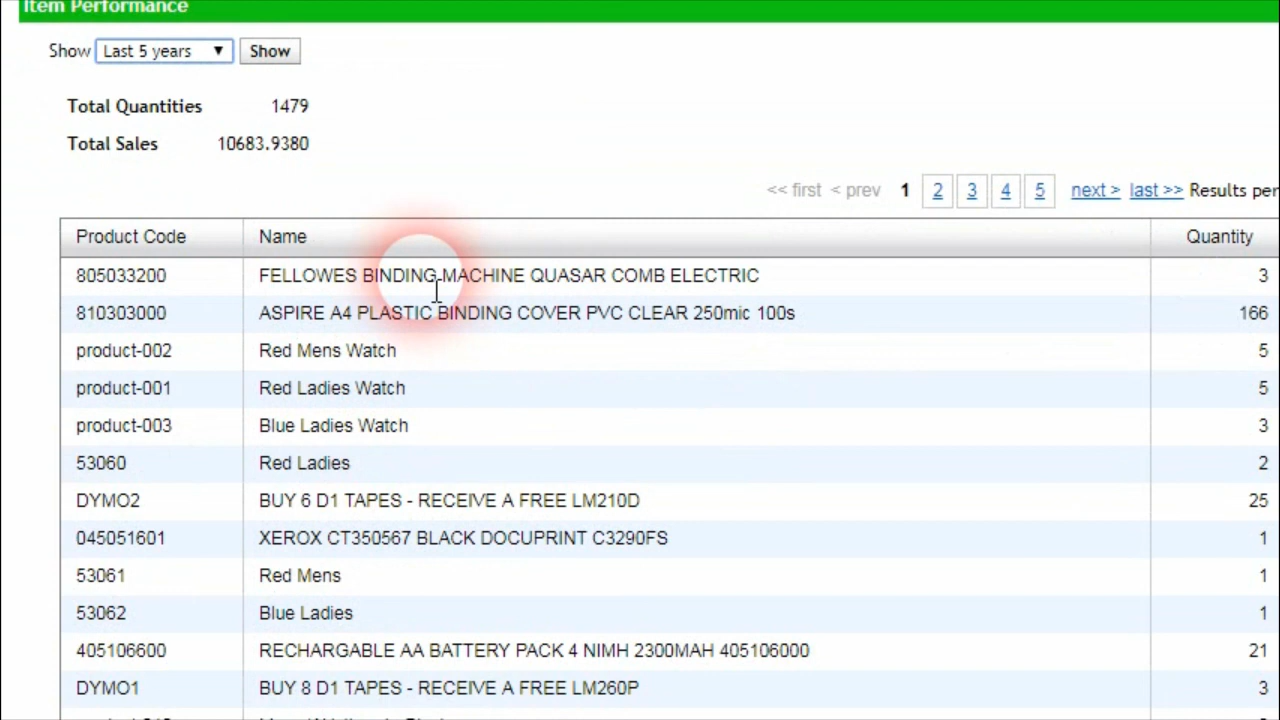 Item Performance
Show Last 5 years ▼ Show
Total Quantities 1479
Total Sales 10683.9380
<< first < prev 1 2 3 4 5 next > last >> Results per
Product Code Name Quantity
805033200 FELLOWES BINDING MACHINE QUASAR COMB ELECTRIC 3
810303000 ASPIRE A4 PLASTIC BINDING COVER PVC CLEAR 250mic 100s 166
product-002 Red Mens Watch 5
product-001 Red Ladies Watch 5
product-003 Blue Ladies Watch 3
53060 Red Ladies 2
DYMO2 BUY 6 D1 TAPES - RECEIVE A FREE LM210D 25
045051601 XEROX CT350567 BLACK DOCUPRINT C3290FS 1
53061 Red Mens 1
53062 Blue Ladies 1
405106600 RECHARGABLE AA BATTERY PACK 4 NIMH 2300MAH 405106000 21
DYMO1 BUY 8 D1 TAPES - RECEIVE A FREE LM260P 3